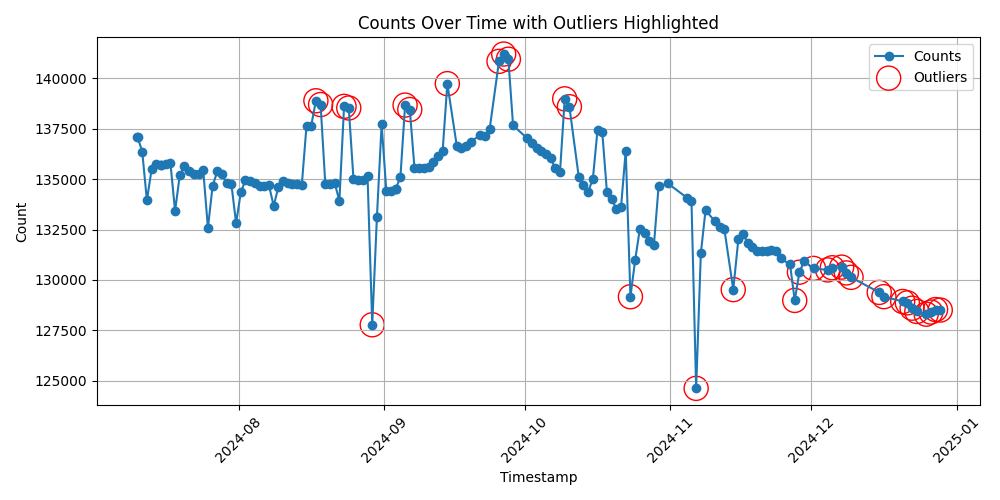 Counts Over Time with Outliers Highlighted
Counts
Outliers
Count
140000
137500
135000
132500
130000
127500
125000
2024-08
2024-09
2024-10
2024-11
2024-12
2025-01
Timestamp